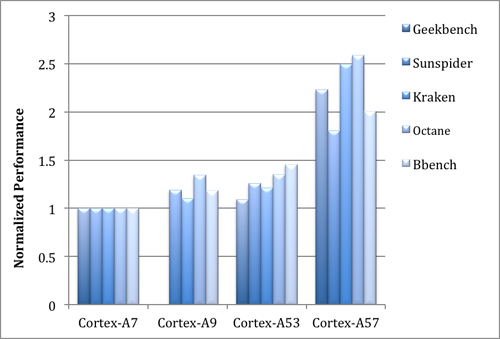 3
2.5
2
1.5
1
0.5
0
Normalized Performance
Cortex-A7 Cortex-A9 Cortex-A53 Cortex-A57
Geekbench
Sunspider
Kraken
Octane
Bbench